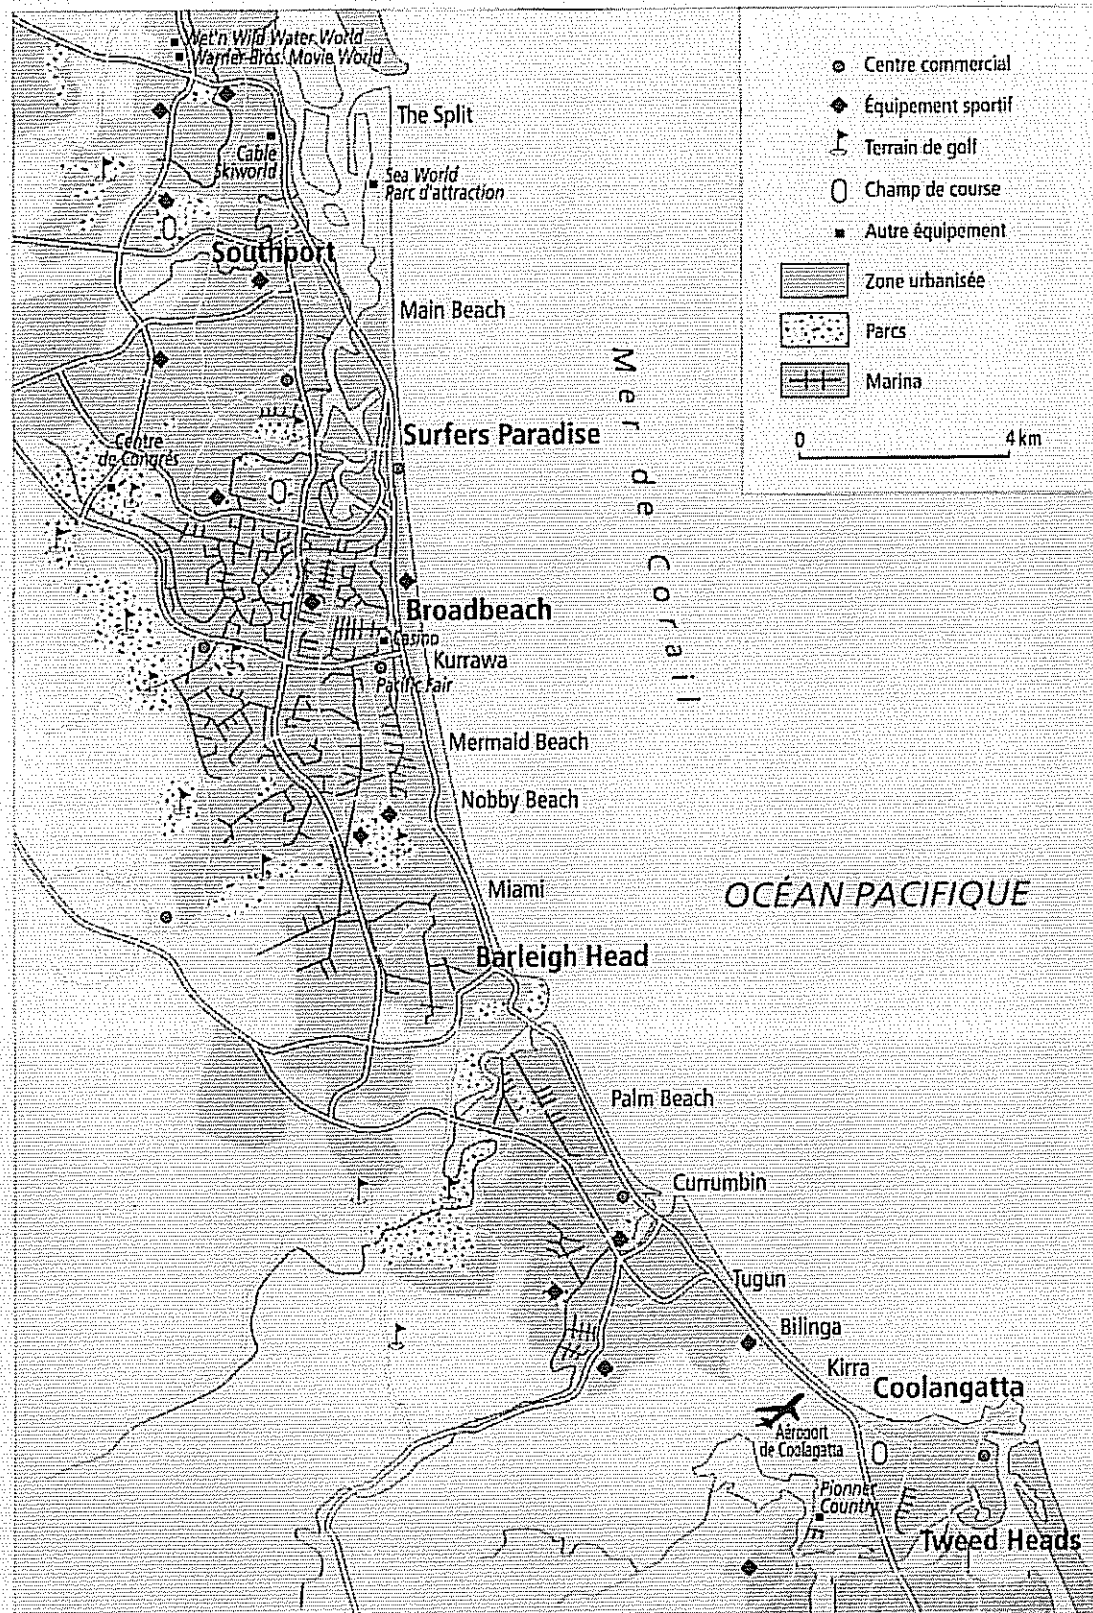 Wet'n Wild Water World
Warner Bros. Movie World
The Split
Cable
Skiworld
Sea World
Parc d'attraction
Southport
Main Beach
Centre
de Congrès
Surfers Paradise
Mer de Corail
Broadbeach
Casino
Kurrawa
Pacific Fair
Mermaid Beach
Nobby Beach
Miami
OCÉAN PACIFIQUE
Barleigh Head
Palm Beach
Currumbin
Tugun
Bilinga
Kirra
Coolangatta
Aéroport
de Coolagatta
Pionner
Country
Tweed Heads
Centre commercial
Équipement sportif
Terrain de golf
Champ de course
Autre équipement
Zone urbanisée
Parcs
Marina
0 4 km